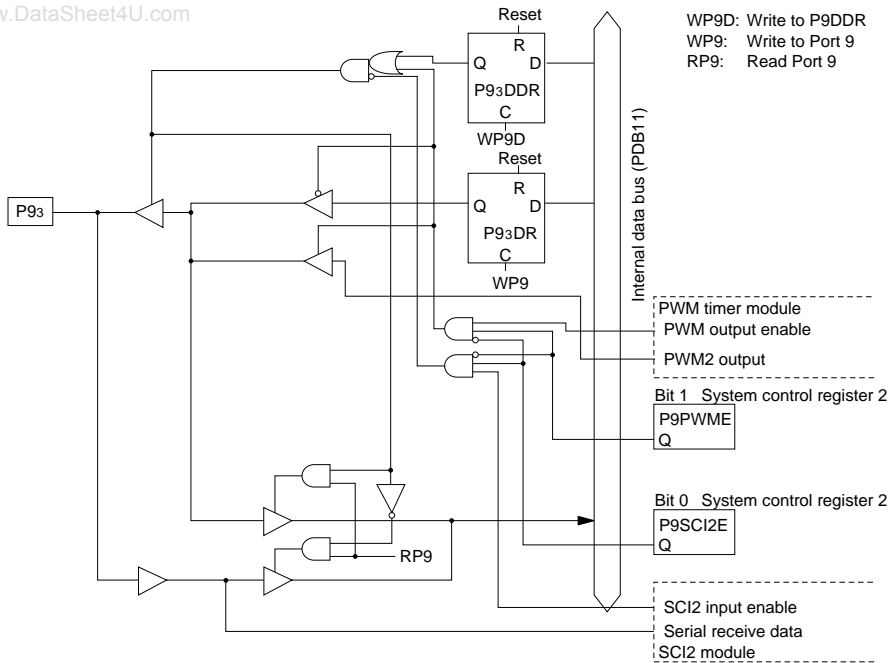 w.DataSheet4U.com
Reset
R
Q D
P93DDR
C
WP9D
Reset
R
Q D
P93DR
C
WP9
P93
Internal data bus (PDB11)
WP9D: Write to P9DDR
WP9: Write to Port 9
RP9: Read Port 9
PWM timer module
PWM output enable
PWM2 output
Bit 1 System control register 2
P9PWME
Q
Bit 0 System control register 2
P9SCI2E
Q
RP9
SCI2 input enable
Serial receive data
SCI2 module